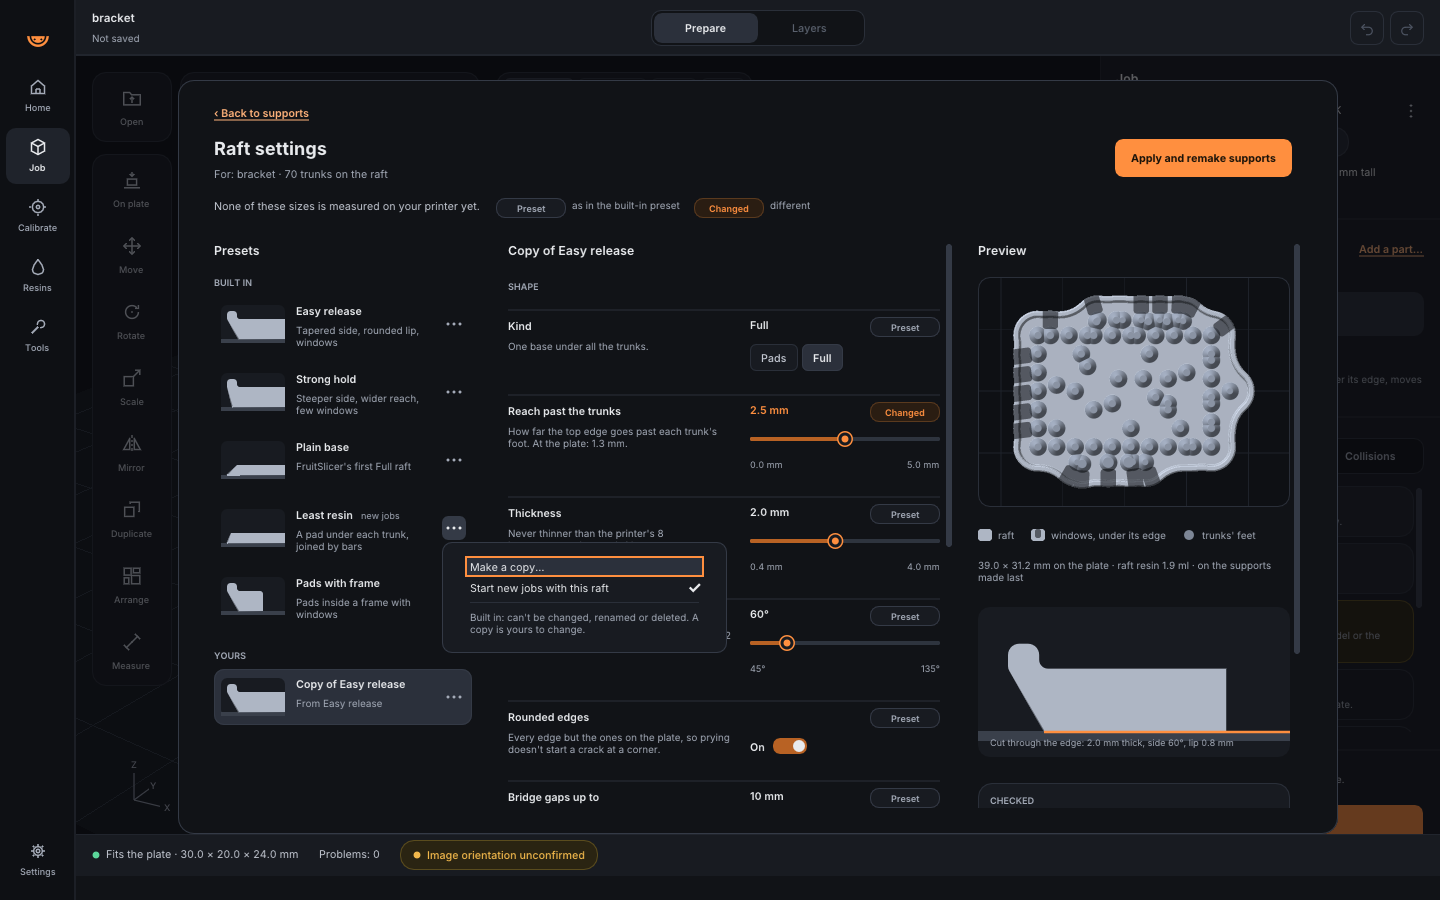 bracket
Not saved
Prepare
Layers
Home
Job
Calibrate
Resins
Tools
Settings
Open
On plate
Move
Rotate
Scale
Mirror
Duplicate
Arrange
Measure
Z
Y
X
Job
mm tall
Add a part...
er its edge, moves
Collisions
del or the
ate.
‹ Back to supports
Raft settings
For: bracket · 70 trunks on the raft
Apply and remake supports
None of these sizes is measured on your printer yet.
Preset
as in the built-in preset
Changed
different
Presets
BUILT IN
Easy release
Tapered side, rounded lip,
windows
Strong hold
Steeper side, wider reach,
few windows
Plain base
FruitSlicer's first Full raft
Least resin new jobs
A pad under each trunk,
joined by bars
Pads with frame
Pads inside a frame with
windows
YOURS
Copy of Easy release
From Easy release
Make a copy...
Start new jobs with this raft
Built in: can't be changed, renamed or deleted. A
copy is yours to change.
Copy of Easy release
SHAPE
Kind
One base under all the trunks.
Full
Preset
Pads
Full
Reach past the trunks
How far the top edge goes past each trunk's
foot. At the plate: 1.3 mm.
2.5 mm
Changed
0.0 mm
5.0 mm
Thickness
Never thinner than the printer's 8
2.0 mm
Preset
0.4 mm
4.0 mm
2
60°
Preset
45°
135°
Rounded edges
Every edge but the ones on the plate, so prying
doesn't start a crack at a corner.
Preset
On
Bridge gaps up to
10 mm
Preset
Preview
raft
windows, under its edge
trunks' feet
39.0 × 31.2 mm on the plate · raft resin 1.9 ml · on the supports
made last
Cut through the edge: 2.0 mm thick, side 60°, lip 0.8 mm
CHECKED
Fits the plate · 30.0 × 20.0 × 24.0 mm
Problems: 0
Image orientation unconfirmed